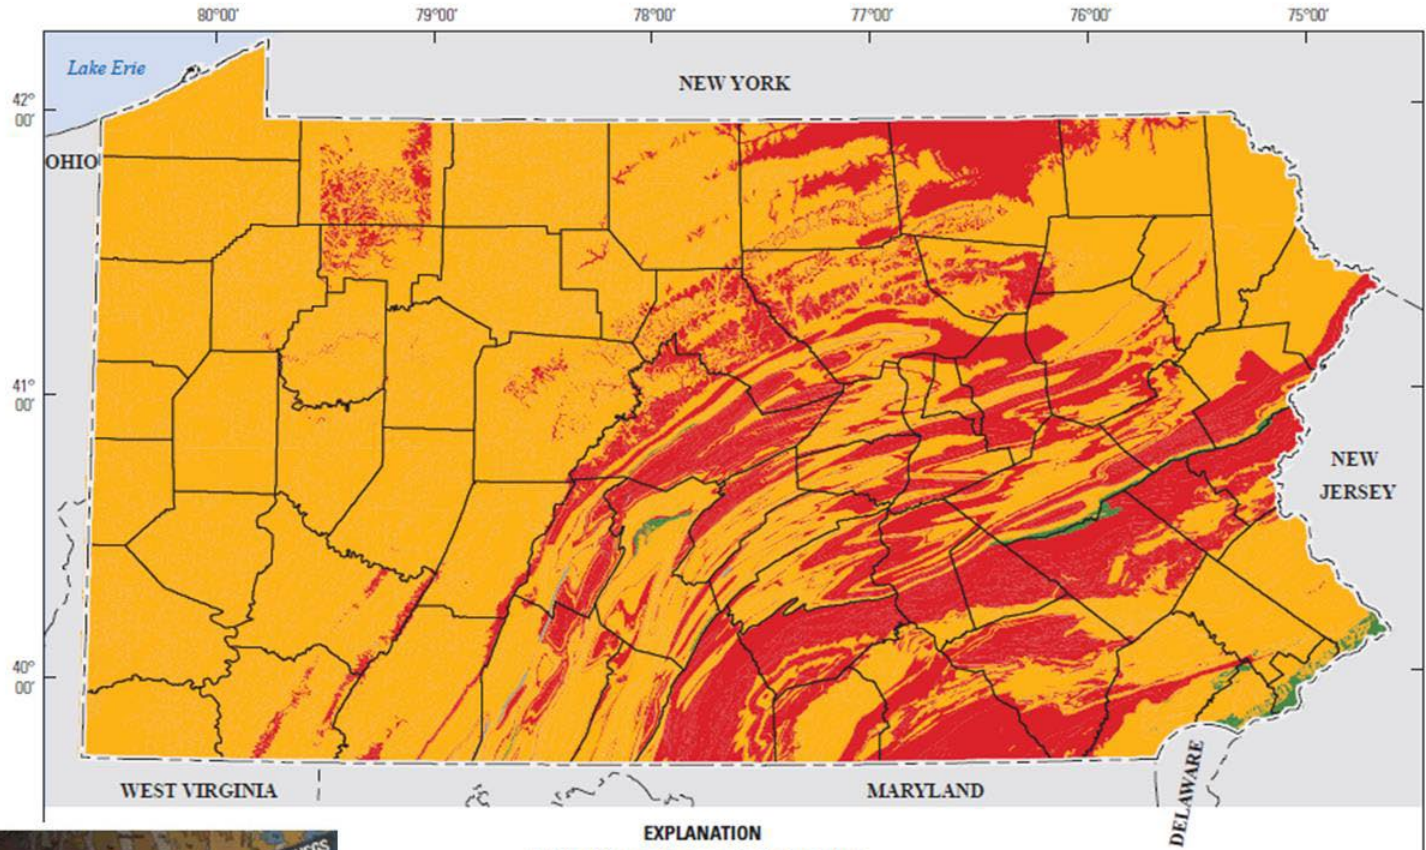 80°00' 79°00' 78°00' 77°00' 76°00' 75°00'
Lake Erie
NEW YORK
42°
00'
OHIO
41°
00'
NEW
JERSEY
40°
00'
WEST VIRGINIA
MARYLAND
DELAWARE
EXPLANATION
USGS